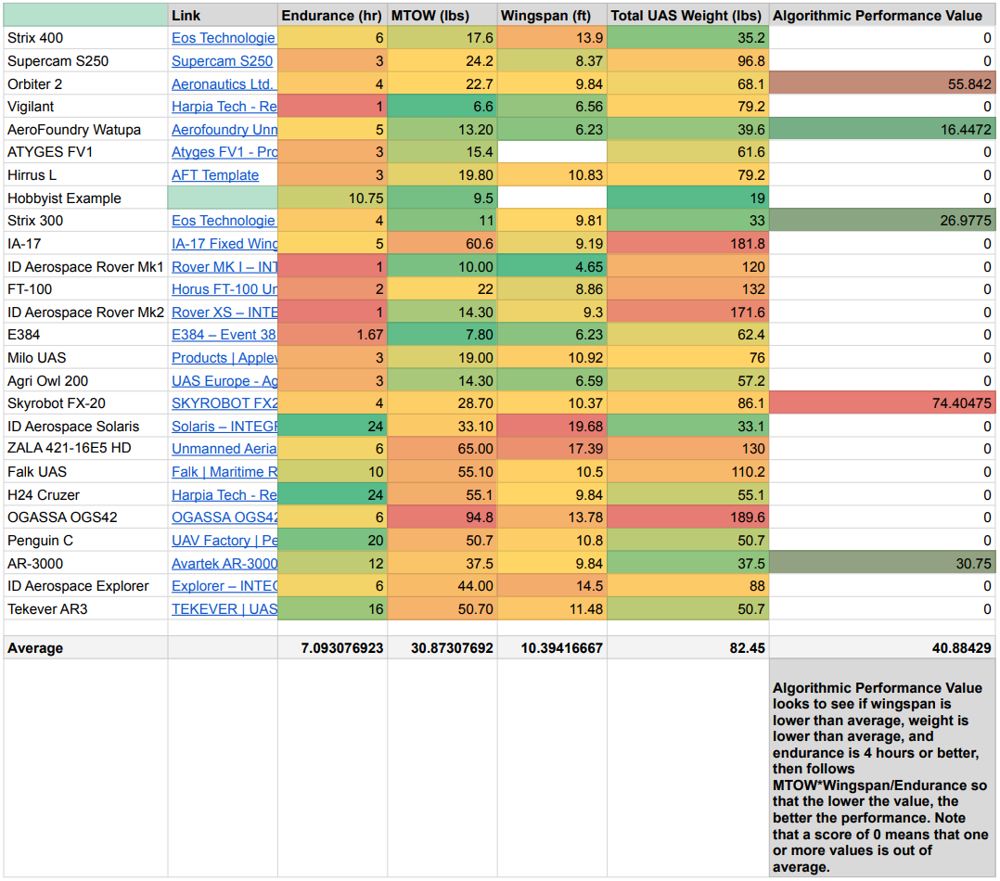 Link Endurance (hr) MTOW (lbs) Wingspan (ft) Total UAS Weight (lbs) Algorithmic Performance Value
Strix 400 Eos Technologie 6 17.6 13.9 35.2 0
Supercam S250 Supercam S250 3 24.2 8.37 96.8 0
Orbiter 2 Aeronautics Ltd. 4 22.7 9.84 68.1 55.842
Vigilant Harpia Tech - Re 1 6.6 6.56 79.2 0
AeroFoundry Watupa Aerofoundry Unm 5 13.20 6.23 39.6 16.4472
ATYGES FV1 Atyges FV1 - Pro 3 15.4 61.6 0
Hirrus L AFT Template 3 19.80 10.83 79.2 0
Hobbyist Example 10.75 9.5 19 0
Strix 300 Eos Technologie 4 11 9.81 33 26.9775
IA-17 IA-17 Fixed Wing 5 60.6 9.19 181.8 0
ID Aerospace Rover Mk1 Rover MK I – INT 1 10.00 4.65 120 0
FT-100 Horus FT-100 Un 2 22 8.86 132 0
ID Aerospace Rover Mk2 Rover XS – INTE 1 14.30 9.3 171.6 0
E384 E384 – Event 38 1.67 7.80 6.23 62.4 0
Milo UAS Products | Applew 3 19.00 10.92 76 0
Agri Owl 200 UAS Europe - Ag 3 14.30 6.59 57.2 0
Skyrobot FX-20 SKYROBOT FX2 4 28.70 10.37 86.1 74.40475
ID Aerospace Solaris Solaris – INTEGR 24 33.10 19.68 33.1 0
ZALA 421-16E5 HD Unmanned Aeria 6 65.00 17.39 130 0
Falk UAS Falk | Maritime R 10 55.10 10.5 110.2 0
H24 Cruzer Harpia Tech - Re 24 55.1 9.84 55.1 0
OGASSA OGS42 OGASSA OGS42 6 94.8 13.78 189.6 0
Penguin C UAV Factory | Pe 20 50.7 10.8 50.7 0
AR-3000 Avartek AR-3000 12 37.5 9.84 37.5 30.75
ID Aerospace Explorer Explorer – INTEG 6 44.00 14.5 88 0
Tekever AR3 TEKEVER | UAS 16 50.70 11.48 50.7 0
Average 7.093076923 30.87307692 10.39416667 82.45 40.88429
Algorithmic Performance Value
looks to see if wingspan is
lower than average, weight is
lower than average, and
endurance is 4 hours or better,
then follows
MTOW*Wingspan/Endurance so
that the lower the value, the
better the performance. Note
that a score of 0 means that one
or more values is out of
average.